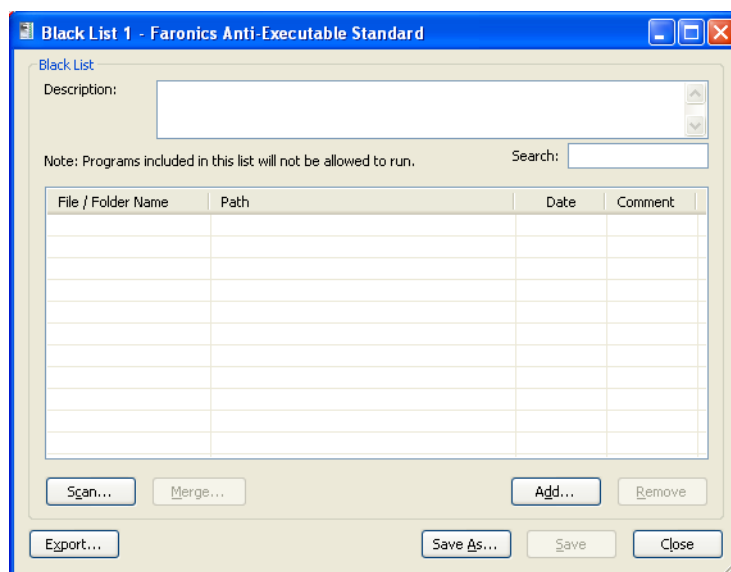 Black List 1 - Faronics Anti-Executable Standard
Black List
Description:
Note: Programs included in this list will not be allowed to run.
Search:
File / Folder Name Path Date Comment
Scan... Merge... Add... Remove
Export... Save As... Save Close